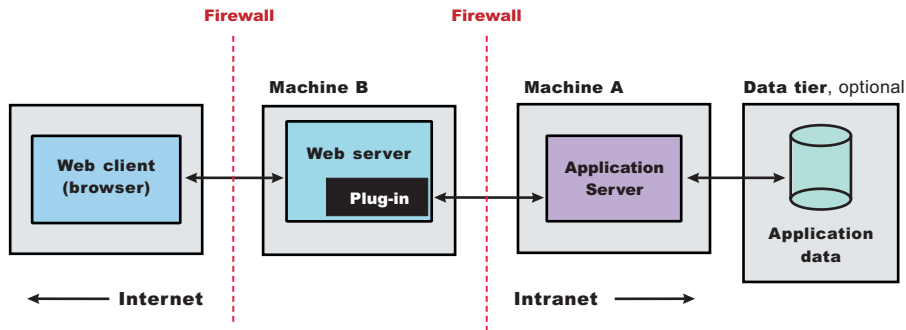 Firewall
Firewall
Machine B
Machine A
Data tier, optional
Web client
(browser)
Web server
Plug-in
Application
Server
Application
data
Internet
Intranet